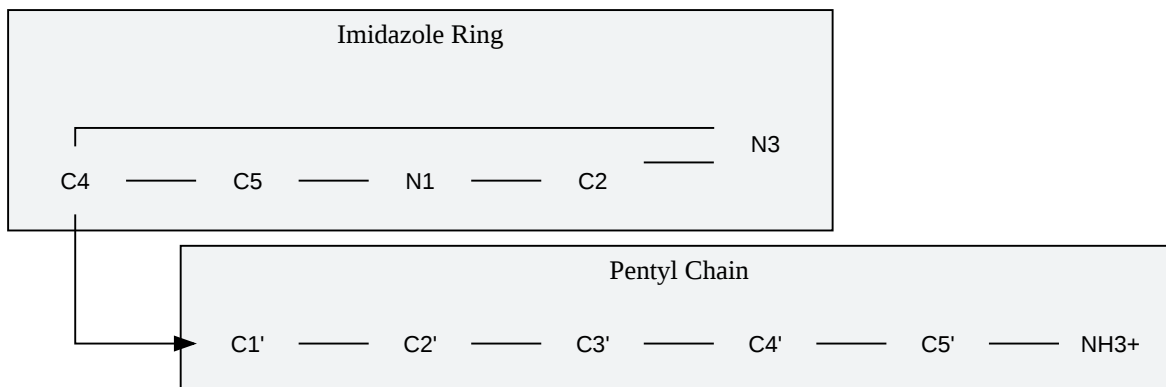 Imidazole Ring
N3
C4 C5 N1 C2
Pentyl Chain
C1' C2' C3' C4' C5' NH3+